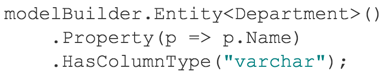 modelBuilder.Entity<Department>()
    .Property(p => p.Name)
    .HasColumnType("varchar");